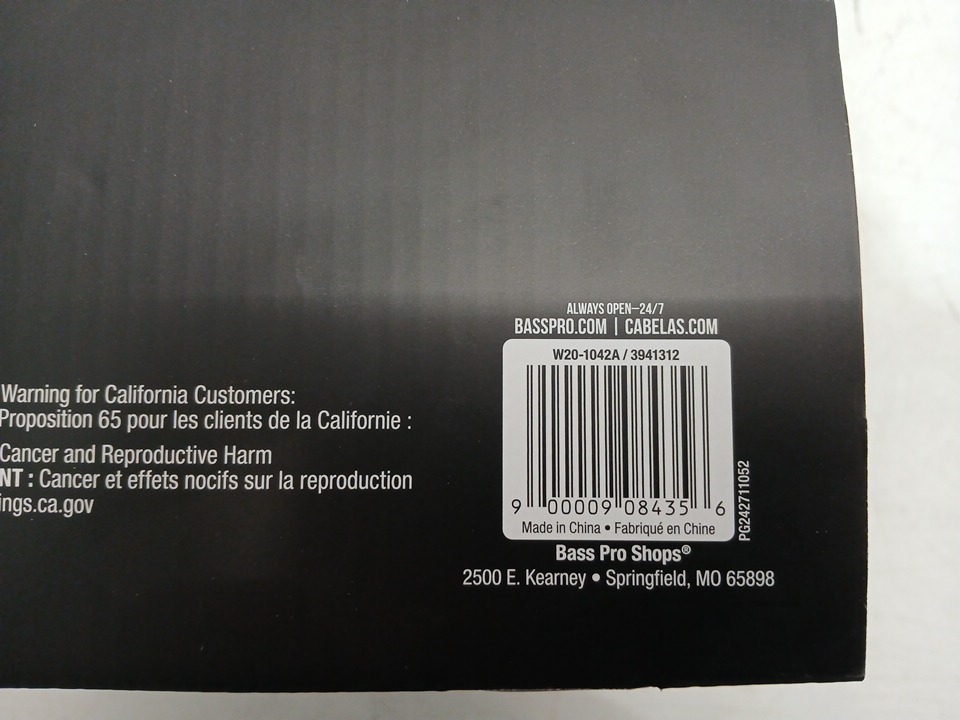 ALWAYS OPEN–24/7
BASSPRO.COM | CABELAS.COM
W20-1042A / 3941312
9 00009 08435 6
Made in China • Fabriqué en Chine
PG242711052
Bass Pro Shops®
2500 E. Kearney • Springfield, MO 65898
Warning for California Customers:
Proposition 65 pour les clients de la Californie :
Cancer and Reproductive Harm
NT : Cancer et effets nocifs sur la reproduction
ings.ca.gov